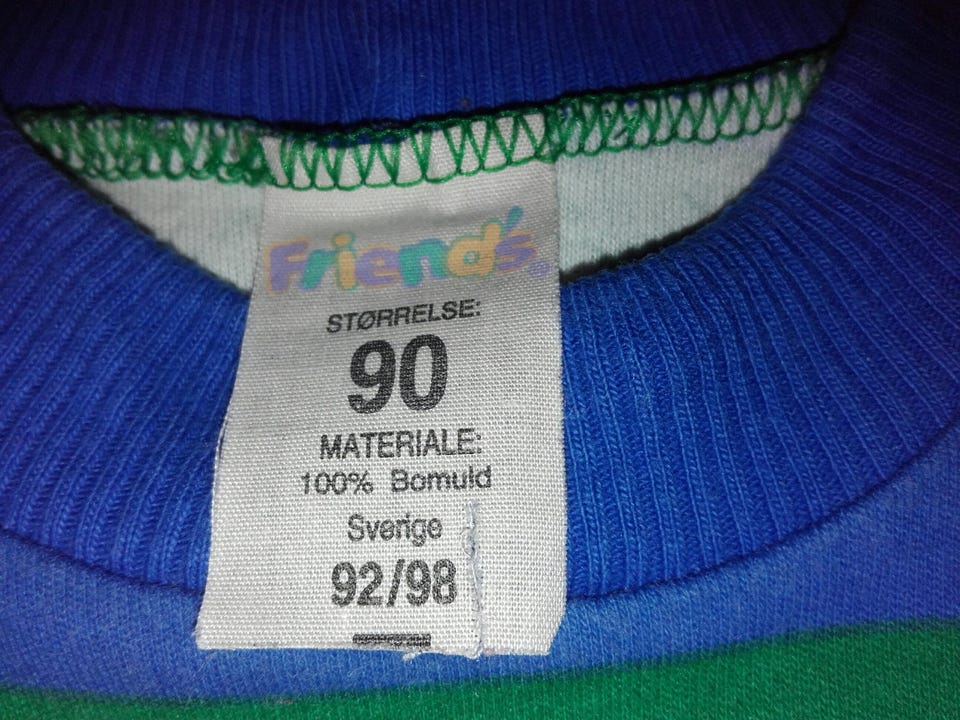 Friend's®
STØRRELSE:
90
MATERIALE:
100% Bomuld
Sverige
92/98